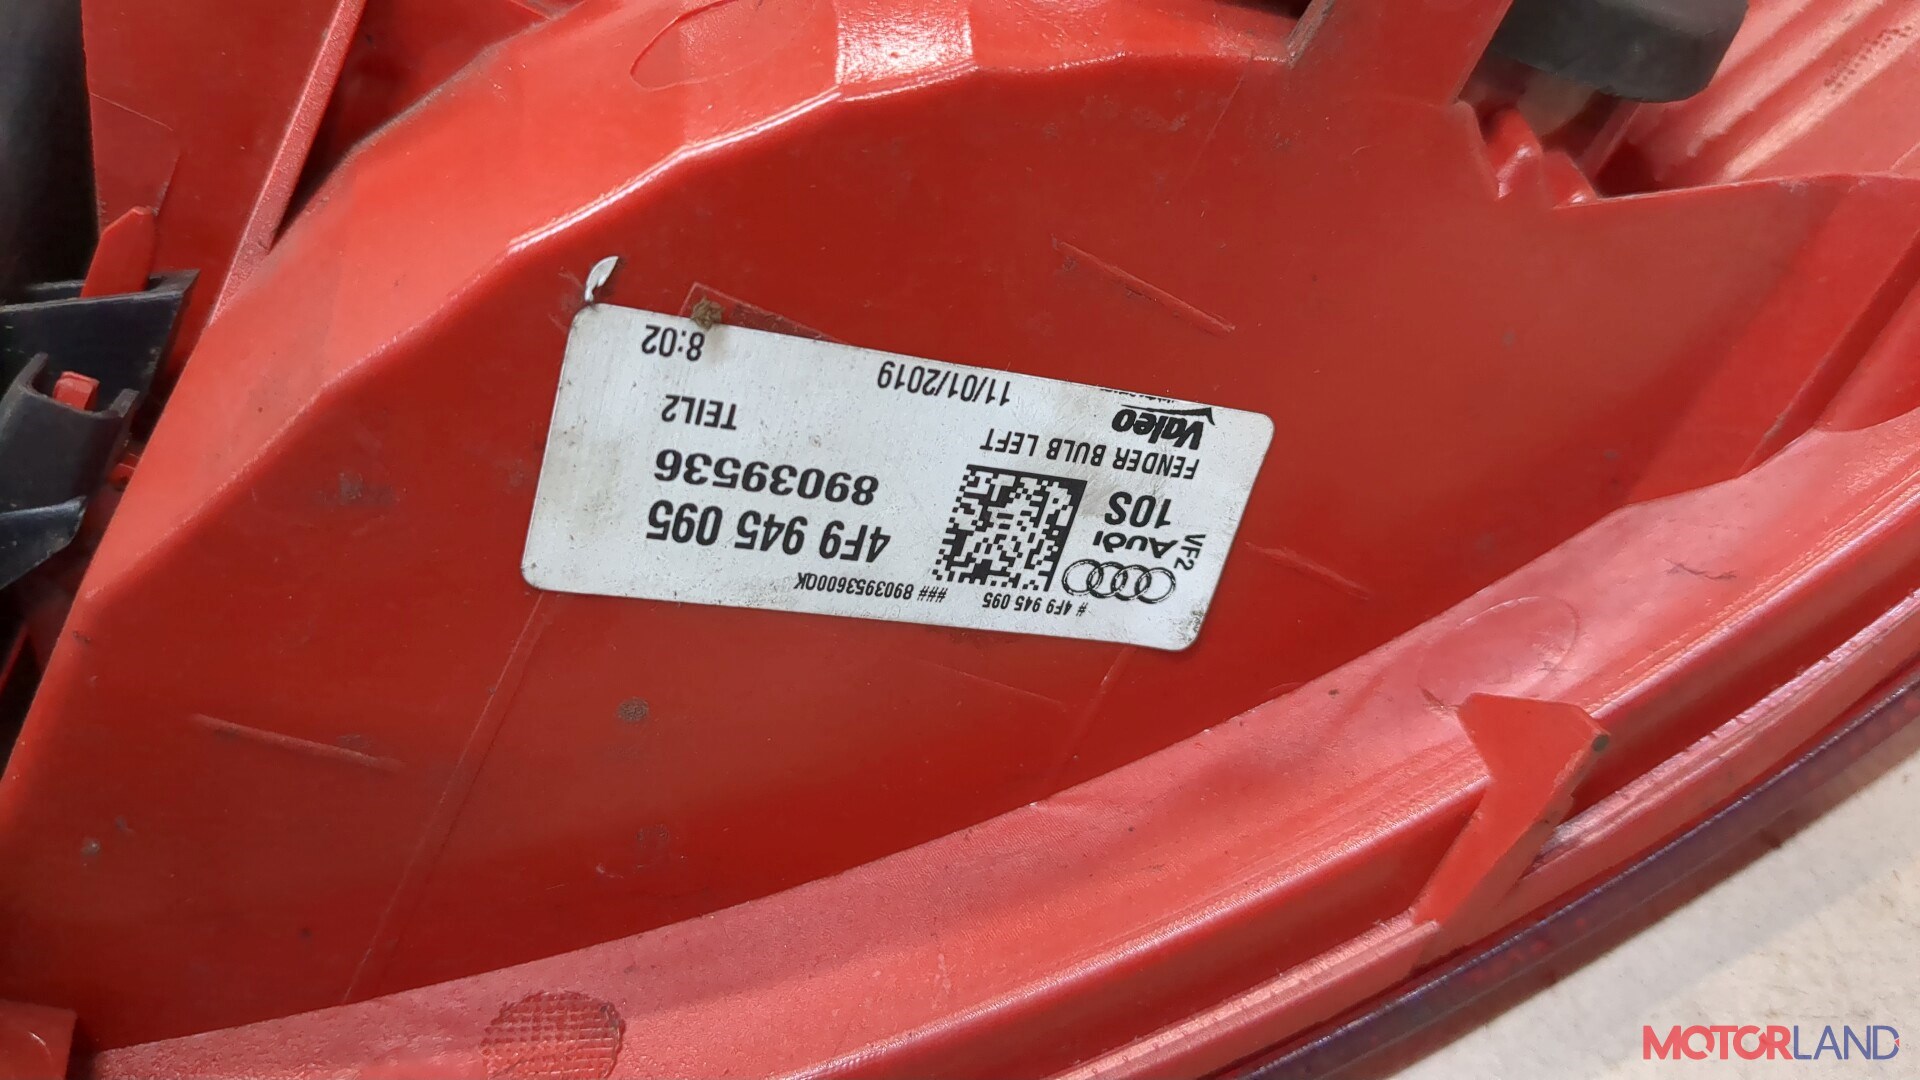 # 4F9 945 095 ### 8903953600QK
Audi
VF2
10S
4F9 945 095
89039536
TEIL2
FENDER BULB LEFT
Valeo
11/01/2019
8:02
MOTORLAND